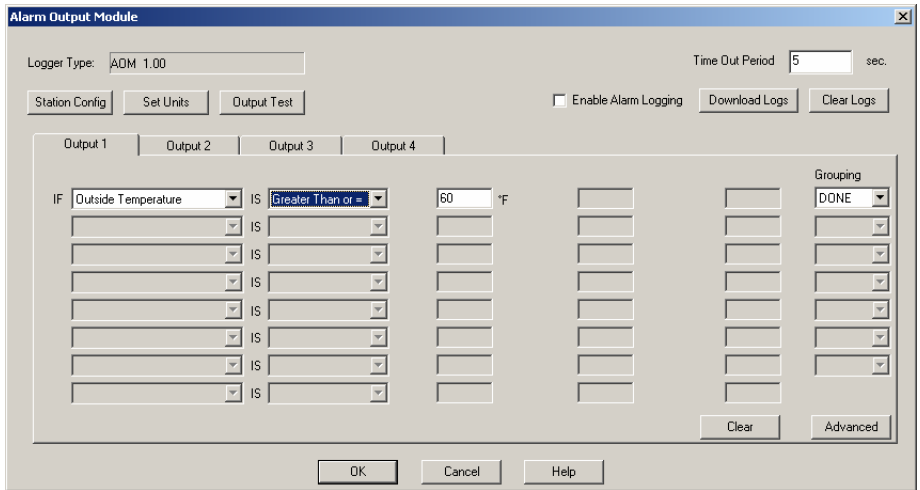 Alarm Output Module
Logger Type: AOM 1.00
Time Out Period 5 sec.
Station Config Set Units Output Test
Enable Alarm Logging Download Logs Clear Logs
Output 1 Output 2 Output 3 Output 4
Grouping
IF Outside Temperature IS Greater Than or = 60 °F DONE
IS
IS
IS
IS
IS
IS
IS
Clear Advanced
OK Cancel Help